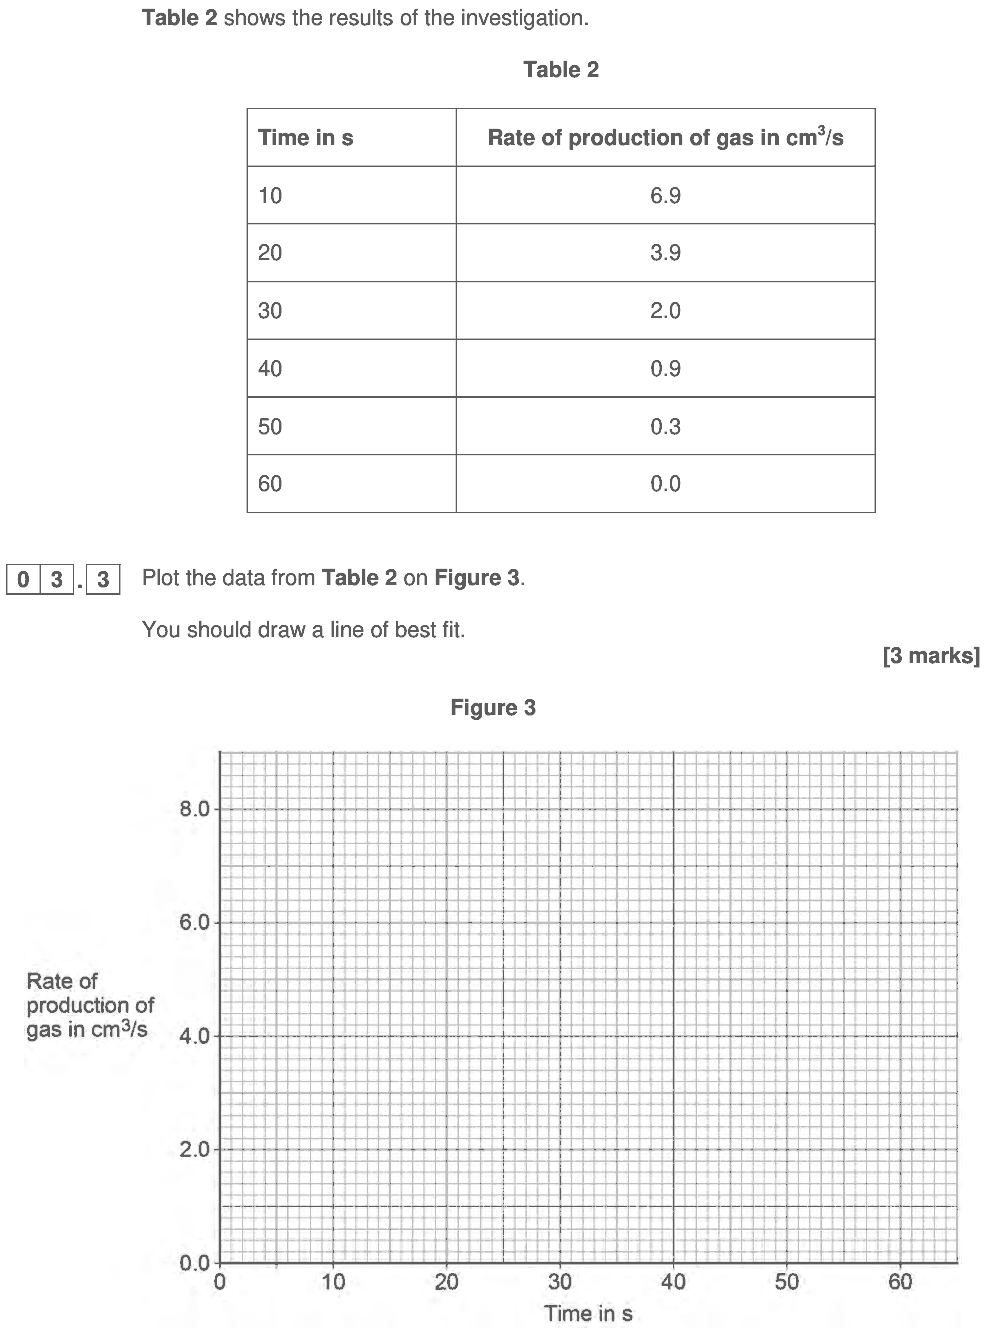 Table 2 shows the results of the investigation.
Table 2
Time in s Rate of production of gas in cm³/s
10 6.9
20 3.9
30 2.0
40 0.9
50 0.3
60 0.0
0 3 . 3 Plot the data from Table 2 on Figure 3.
You should draw a line of best fit.
[3 marks]
Figure 3
8.0
6.0
Rate of
production of
gas in cm³/s
4.0
2.0
0.0
0 10 20 30 40 50 60
Time in s